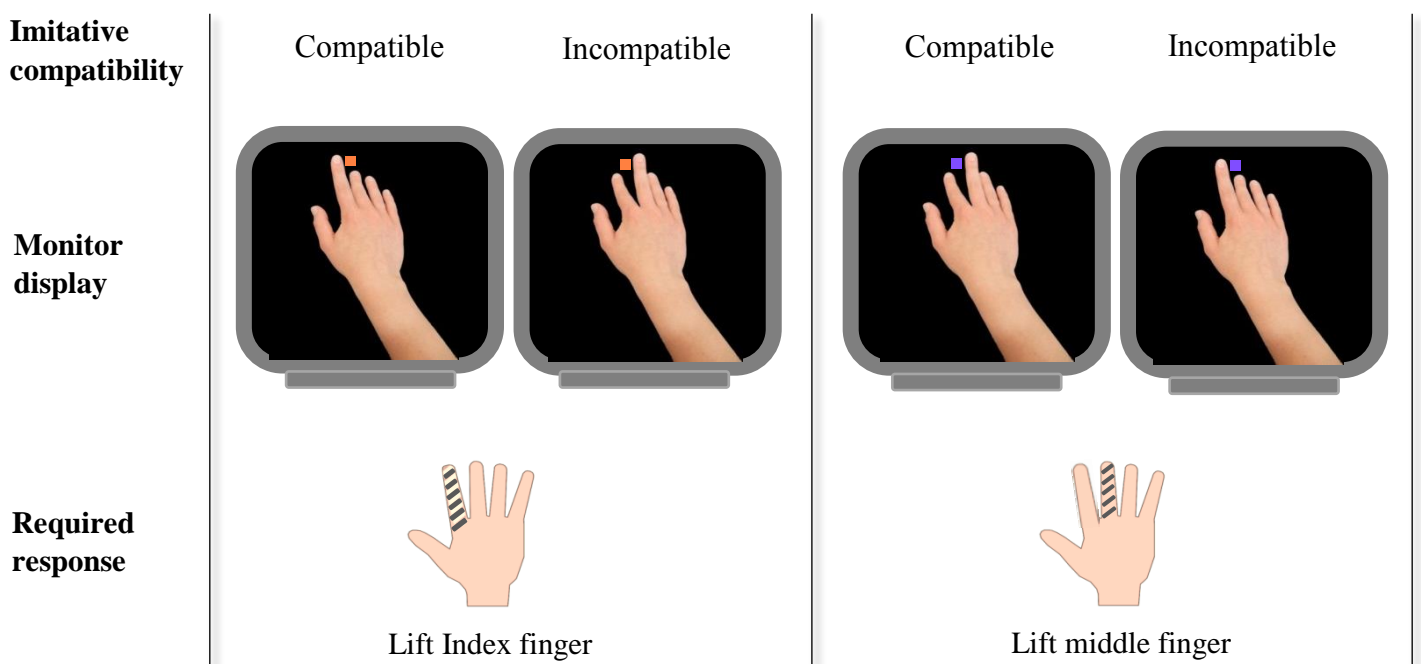 Imitative
compatibility
Compatible
Incompatible
Compatible
Incompatible
Monitor
display
Required
response
Lift Index finger
Lift middle finger